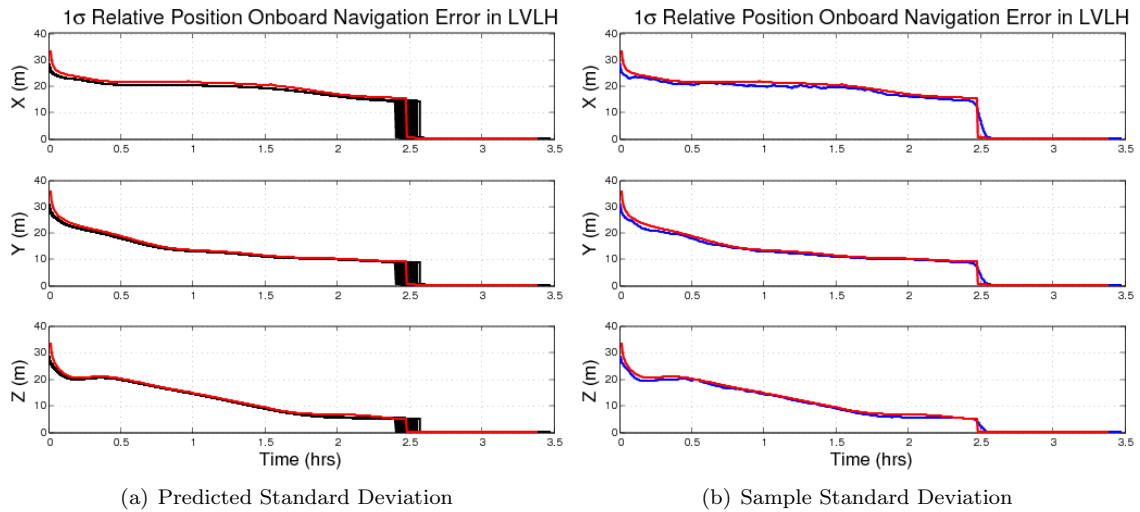 1σ Relative Position Onboard Navigation Error in LVLH
X (m)
40
30
20
10
0
0 0.5 1 1.5 2 2.5 3 3.5
Y (m)
40
30
20
10
0
0 0.5 1 1.5 2 2.5 3 3.5
Z (m)
40
30
20
10
0
0 0.5 1 1.5 2 2.5 3 3.5
Time (hrs)
(a) Predicted Standard Deviation
1σ Relative Position Onboard Navigation Error in LVLH
X (m)
40
30
20
10
0
0 0.5 1 1.5 2 2.5 3 3.5
Y (m)
40
30
20
10
0
0 0.5 1 1.5 2 2.5 3 3.5
Z (m)
40
30
20
10
0
0 0.5 1 1.5 2 2.5 3 3.5
Time (hrs)
(b) Sample Standard Deviation